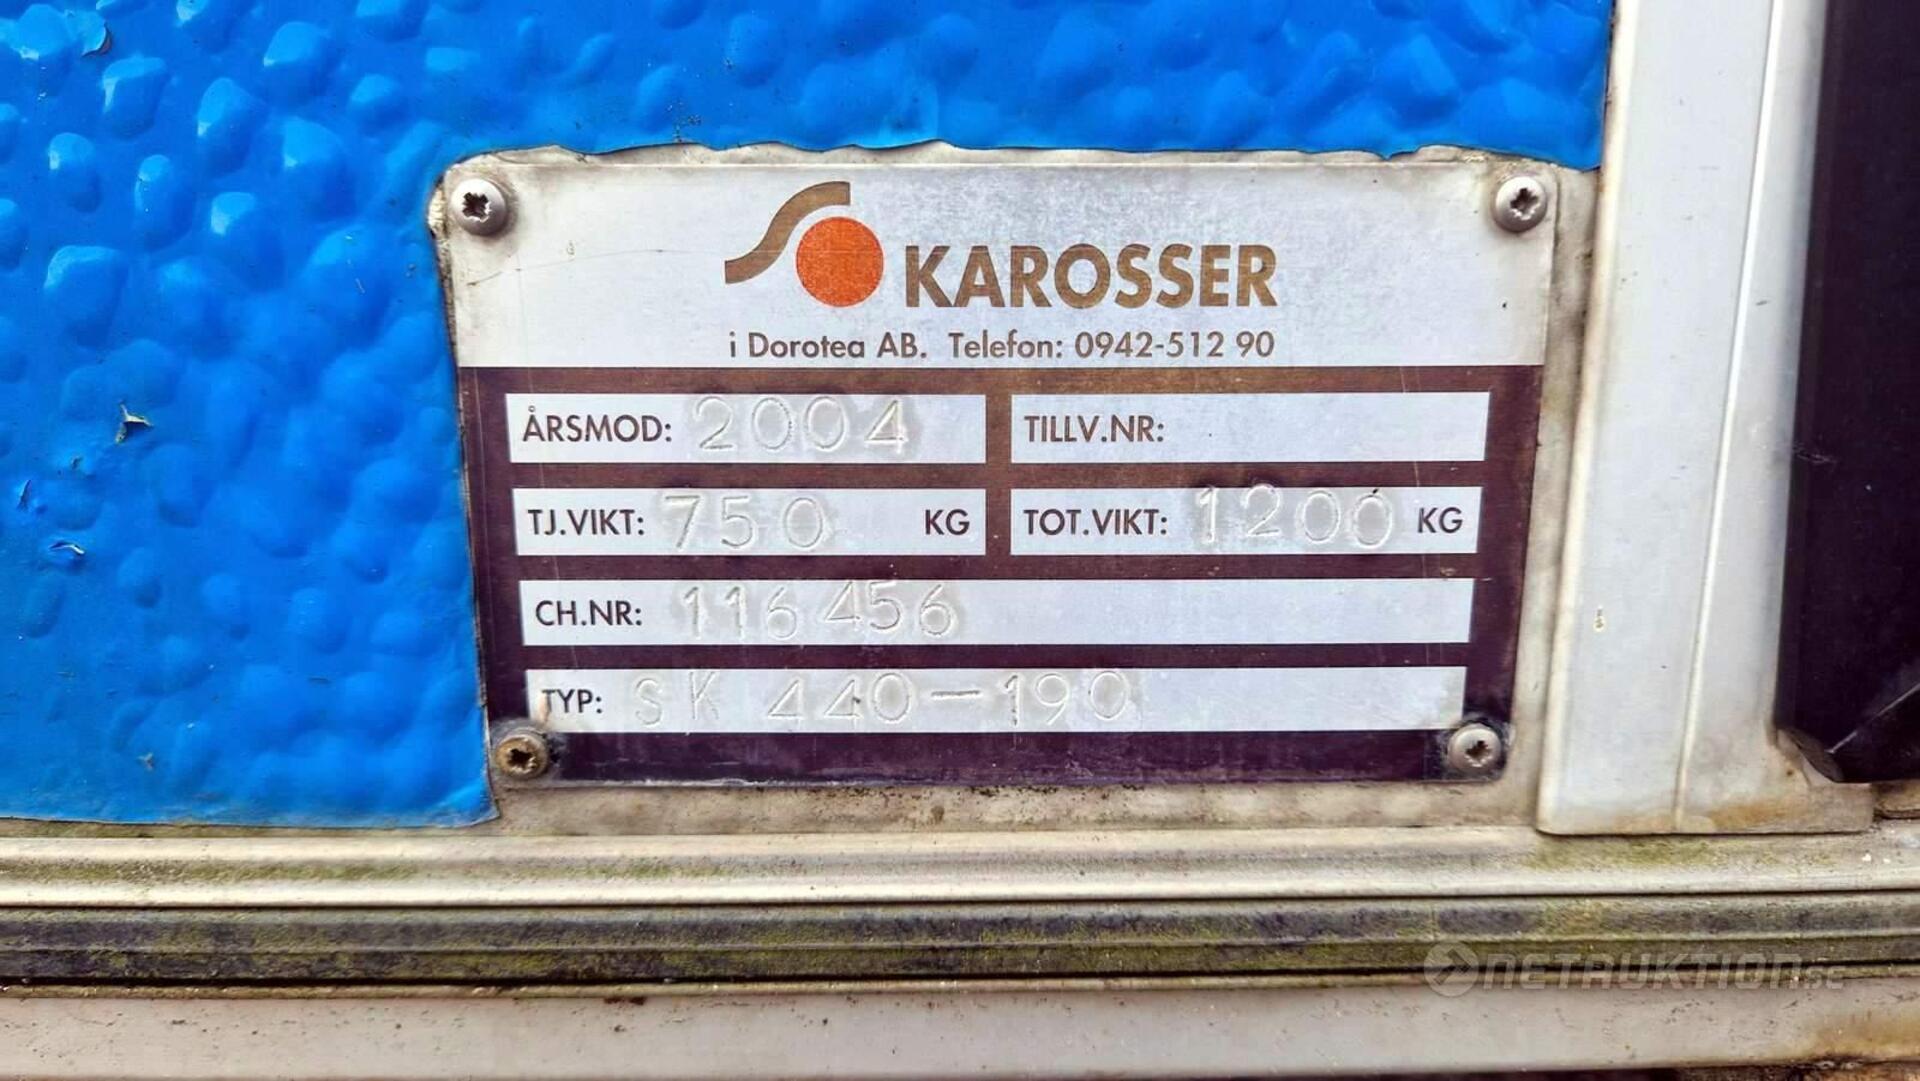 KAROSSER
i Dorotea AB. Telefon: 0942-512 90
ÅRSMOD: 2004 TILLV.NR:
TJ.VIKT: 750 KG TOT.VIKT: 1200 KG
CH.NR: 116456
TYP: SK 440-190
NETRUKTION.SE